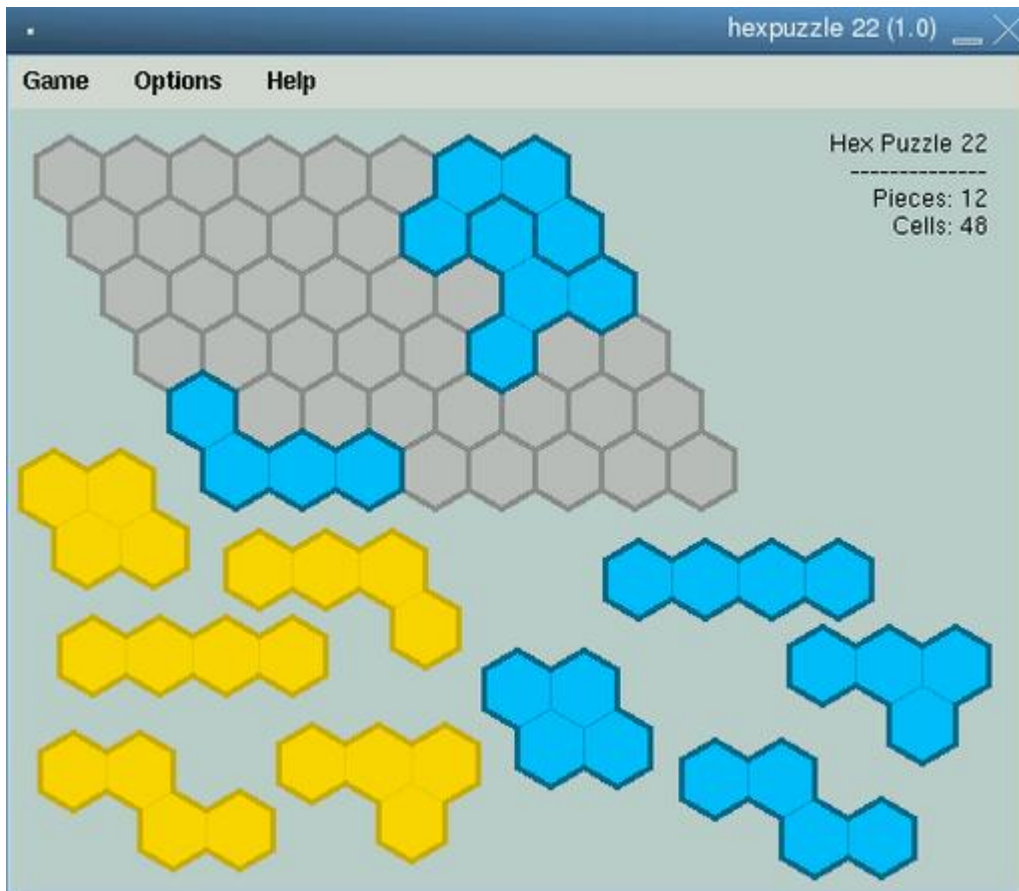 hexpuzzle 22 (1.0)
Game Options Help
Hex Puzzle 22
--------------
Pieces: 12
Cells: 48